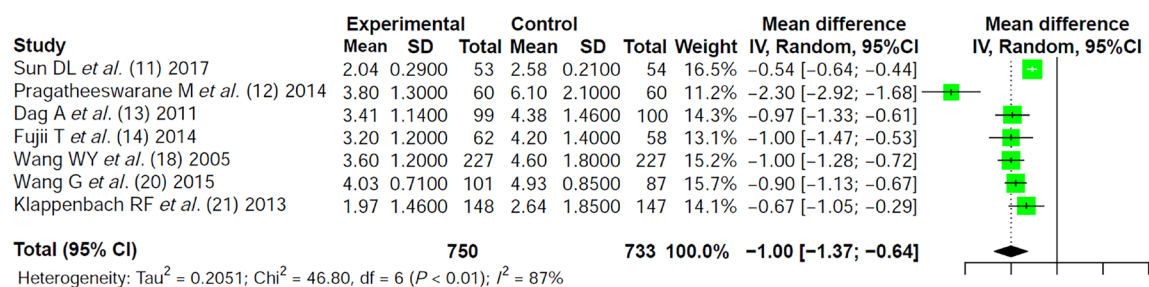 Experimental Control Mean difference Mean difference
Study Mean SD Total Mean SD Total Weight IV, Random, 95%CI IV, Random, 95%CI
Sun DL et al. (11) 2017 2.04 0.2900 53 2.58 0.2100 54 16.5% −0.54 [−0.64; −0.44]
Pragatheeswarane M et al. (12) 2014 3.80 1.3000 60 6.10 2.1000 60 11.2% −2.30 [−2.92; −1.68]
Dag A et al. (13) 2011 3.41 1.1400 99 4.38 1.4600 100 14.3% −0.97 [−1.33; −0.61]
Fujii T et al. (14) 2014 3.20 1.2000 62 4.20 1.4000 58 13.1% −1.00 [−1.47; −0.53]
Wang WY et al. (18) 2005 3.60 1.2000 227 4.60 1.8000 227 15.2% −1.00 [−1.28; −0.72]
Wang G et al. (20) 2015 4.03 0.7100 101 4.93 0.8500 87 15.7% −0.90 [−1.13; −0.67]
Klappenbach RF et al. (21) 2013 1.97 1.4600 148 2.64 1.8500 147 14.1% −0.67 [−1.05; −0.29]
Total (95% CI) 750 733 100.0% −1.00 [−1.37; −0.64]
Heterogeneity: Tau² = 0.2051; Chi² = 46.80, df = 6 (P < 0.01); I² = 87%